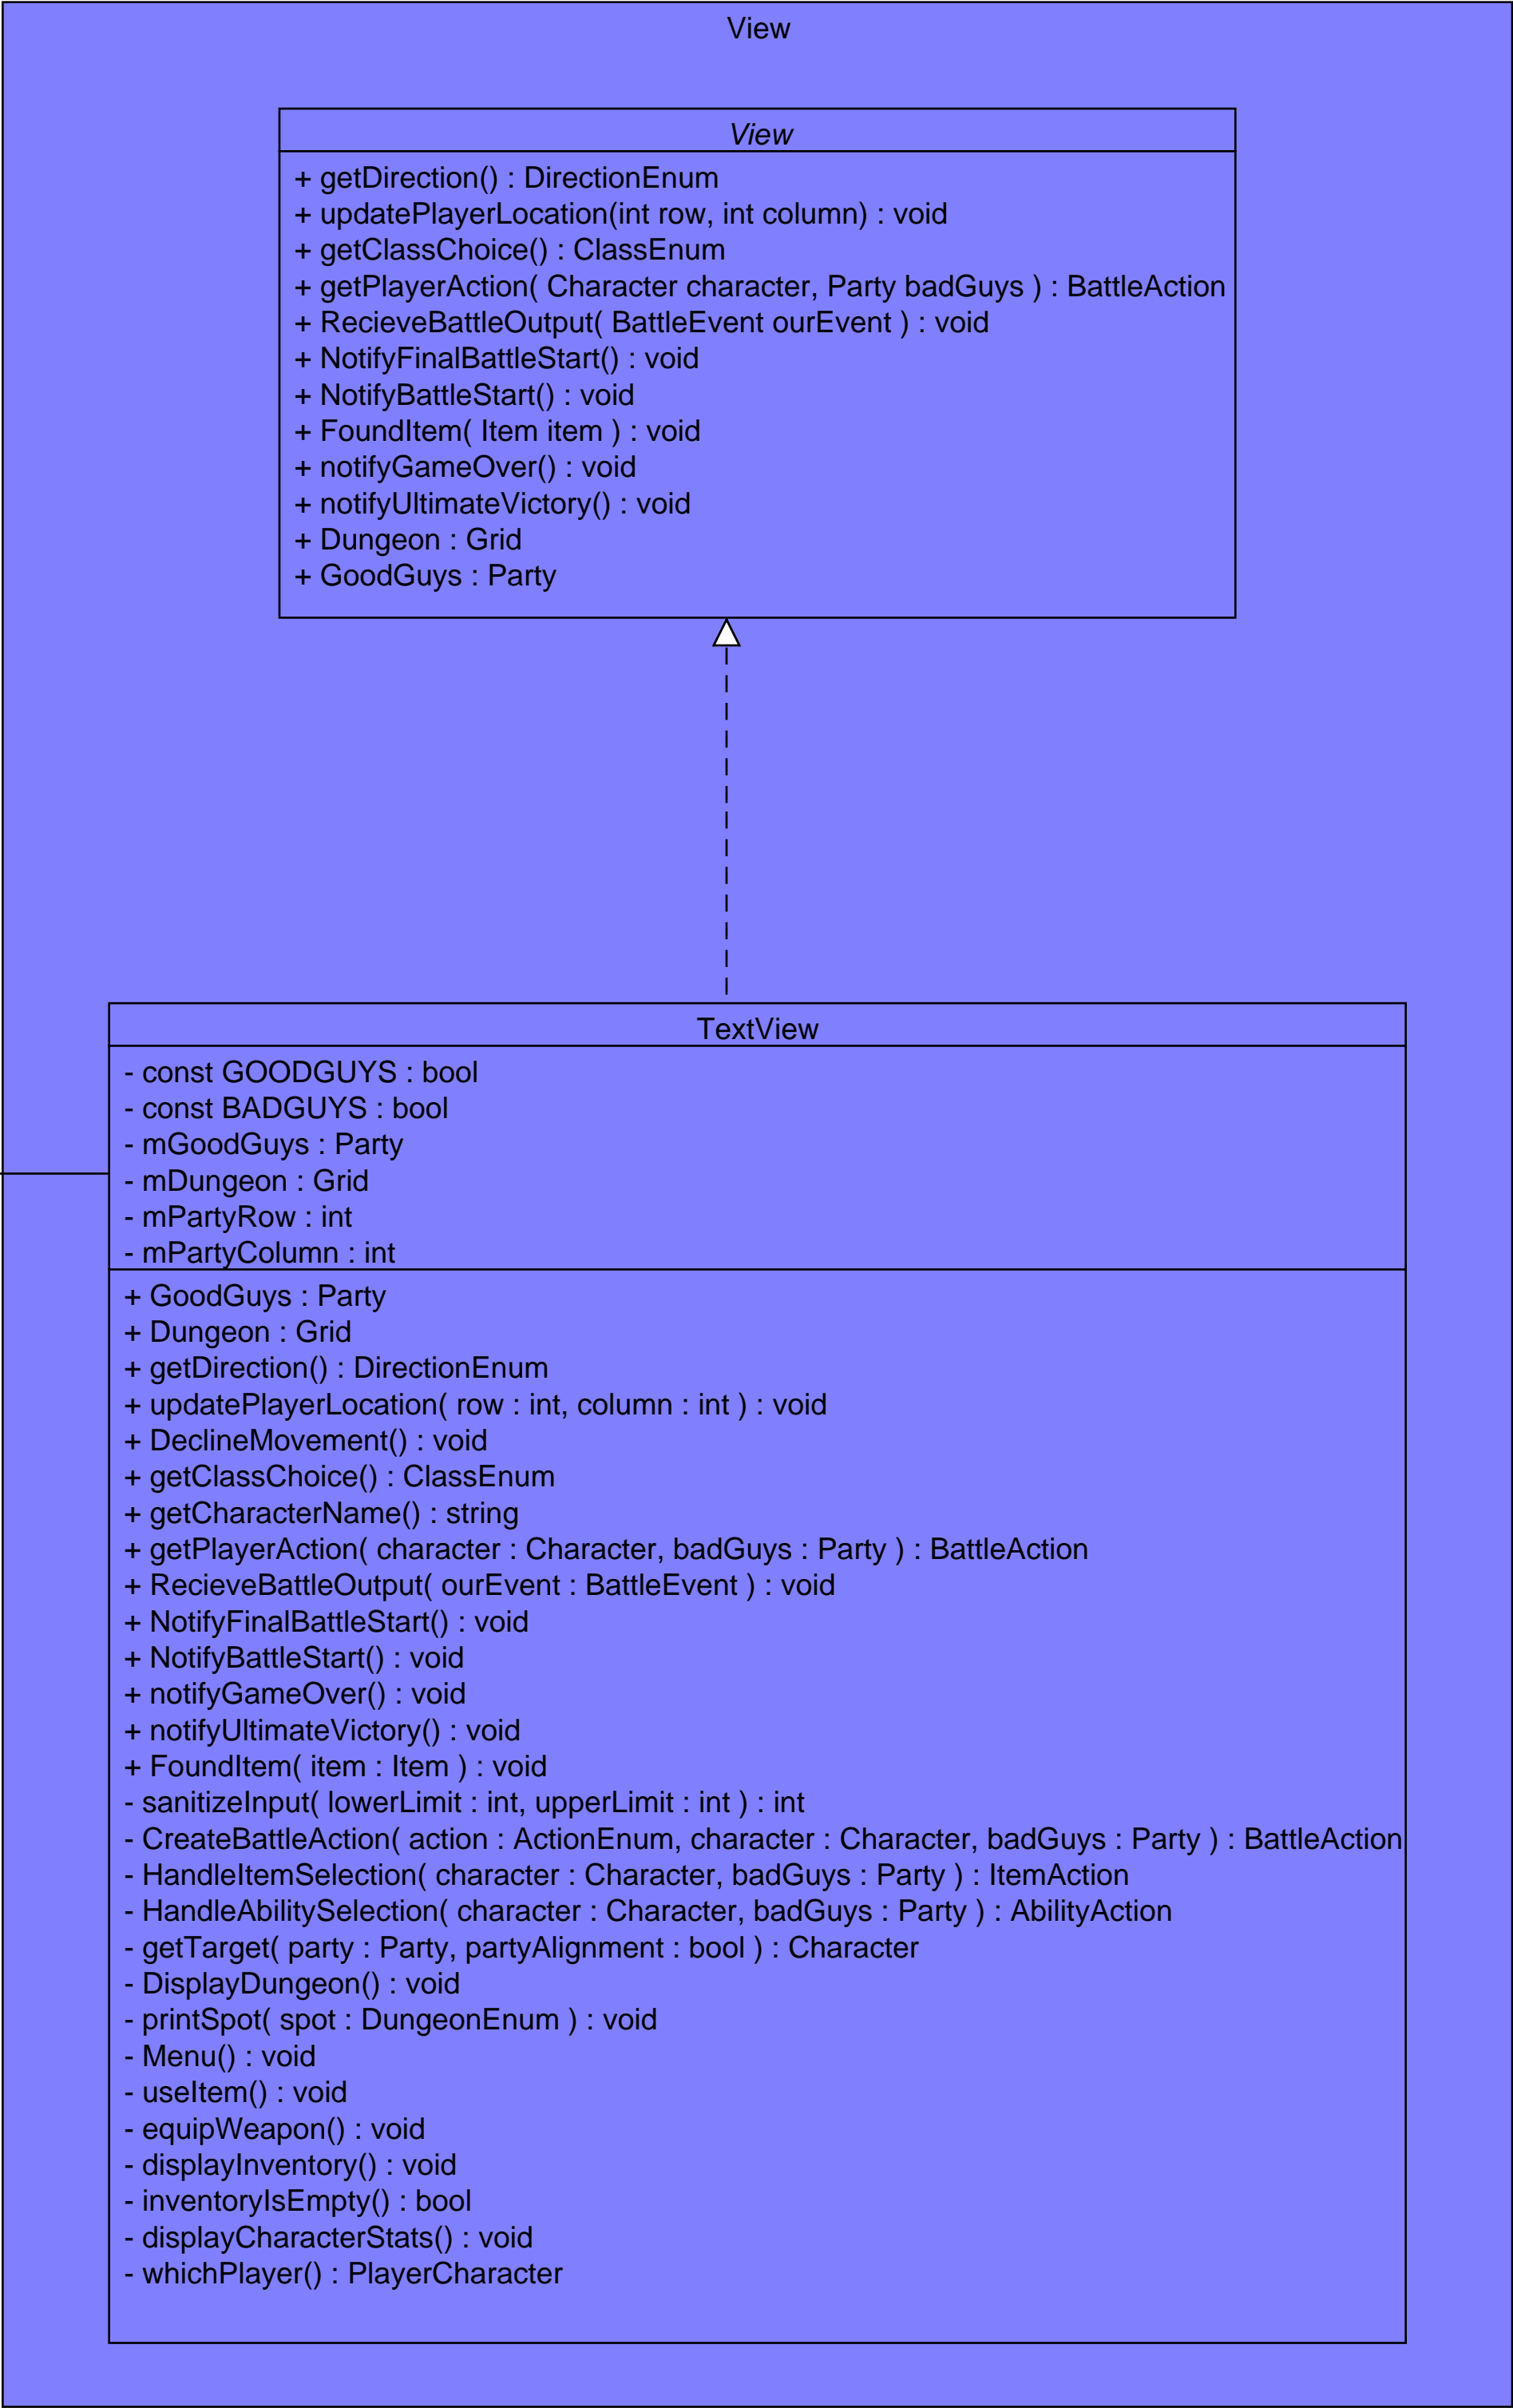 View
View
+ getDirection() : DirectionEnum
+ updatePlayerLocation(int row, int column) : void
+ getClassChoice() : ClassEnum
+ getPlayerAction( Character character, Party badGuys ) : BattleAction
+ RecieveBattleOutput( BattleEvent ourEvent ) : void
+ NotifyFinalBattleStart() : void
+ NotifyBattleStart() : void
+ FoundItem( Item item ) : void
+ notifyGameOver() : void
+ notifyUltimateVictory() : void
+ Dungeon : Grid
+ GoodGuys : Party
TextView
- const GOODGUYS : bool
- const BADGUYS : bool
- mGoodGuys : Party
- mDungeon : Grid
- mPartyRow : int
- mPartyColumn : int
+ GoodGuys : Party
+ Dungeon : Grid
+ getDirection() : DirectionEnum
+ updatePlayerLocation( row : int, column : int ) : void
+ DeclineMovement() : void
+ getClassChoice() : ClassEnum
+ getCharacterName() : string
+ getPlayerAction( character : Character, badGuys : Party ) : BattleAction
+ RecieveBattleOutput( ourEvent : BattleEvent ) : void
+ NotifyFinalBattleStart() : void
+ NotifyBattleStart() : void
+ notifyGameOver() : void
+ notifyUltimateVictory() : void
+ FoundItem( item : Item ) : void
- sanitizeInput( lowerLimit : int, upperLimit : int ) : int
- CreateBattleAction( action : ActionEnum, character : Character, badGuys : Party ) : BattleAction
- HandleItemSelection( character : Character, badGuys : Party ) : ItemAction
- HandleAbilitySelection( character : Character, badGuys : Party ) : AbilityAction
- getTarget( party : Party, partyAlignment : bool ) : Character
- DisplayDungeon() : void
- printSpot( spot : DungeonEnum ) : void
- Menu() : void
- useItem() : void
- equipWeapon() : void
- displayInventory() : void
- inventoryIsEmpty() : bool
- displayCharacterStats() : void
- whichPlayer() : PlayerCharacter